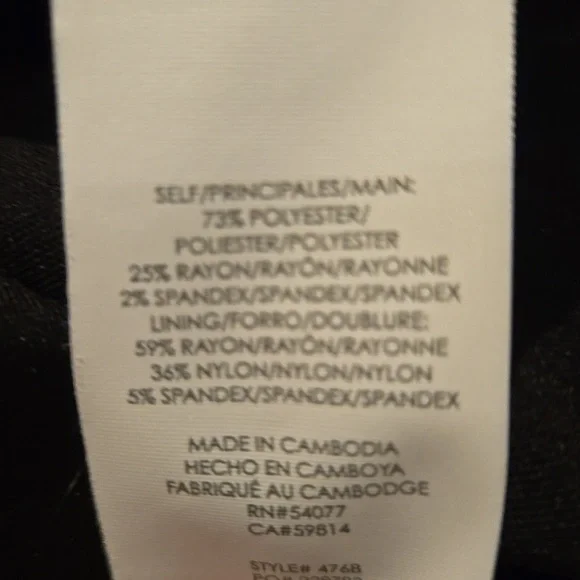 SELF/PRINCIPALES/MAIN:
73% POLYESTER/
POLIESTER/POLYESTER
25% RAYON/RAYÓN/RAYONNE
2% SPANDEX/SPANDEX/SPANDEX
LINING/FORRO/DOUBLURE:
59% RAYON/RAYÓN/RAYONNE
36% NYLON/NYLON/NYLON
5% SPANDEX/SPANDEX/SPANDEX
MADE IN CAMBODIA
HECHO EN CAMBOYA
FABRIQUÉ AU CAMBODGE
RN#54077
CA#59814
STYLE# 476B